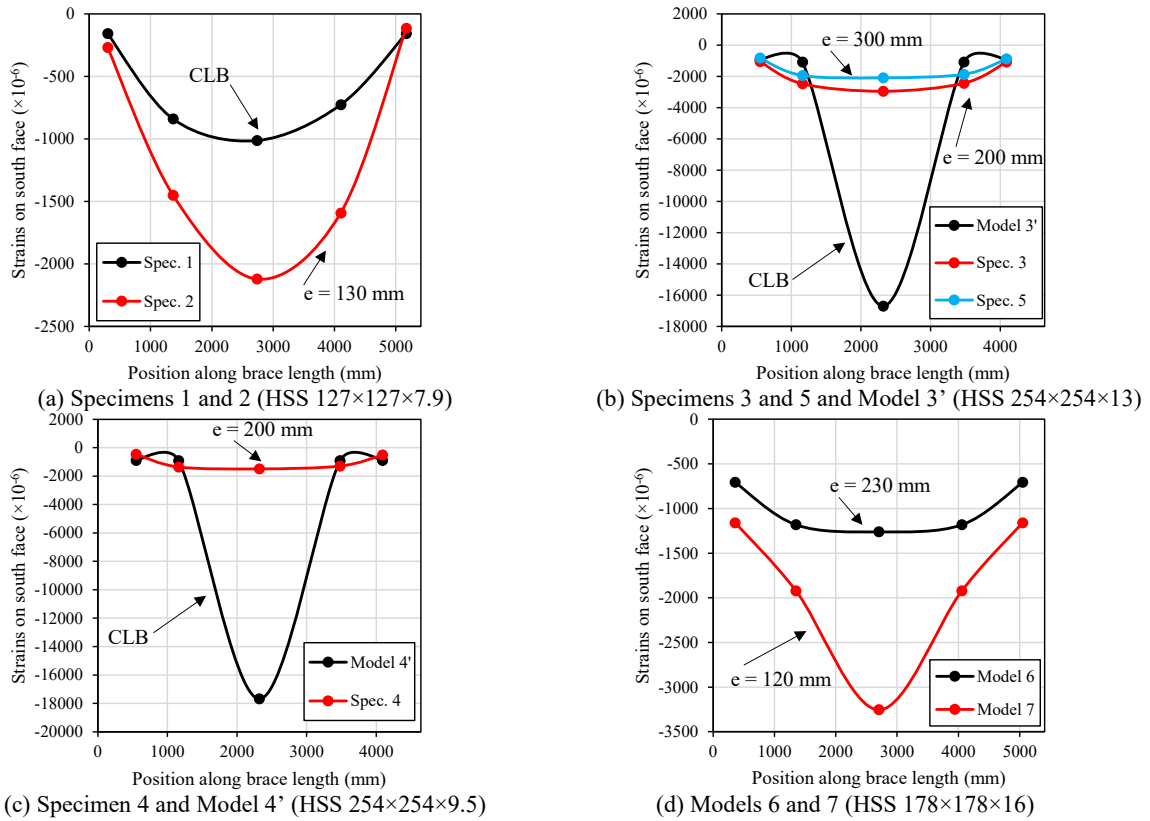 0
-500
-1000
-1500
-2000
-2500
0 1000 2000 3000 4000 5000
Strains on south face (×10⁻⁶)
Position along brace length (mm)
CLB
e = 130 mm
Spec. 1
Spec. 2
(a) Specimens 1 and 2 (HSS 127×127×7.9)
2000
0
-2000
-4000
-6000
-8000
-10000
-12000
-14000
-16000
-18000
0 1000 2000 3000 4000
Strains on south face (×10⁻⁶)
Position along brace length (mm)
e = 300 mm
e = 200 mm
CLB
Model 3'
Spec. 3
Spec. 5
(b) Specimens 3 and 5 and Model 3’ (HSS 254×254×13)
2000
0
-2000
-4000
-6000
-8000
-10000
-12000
-14000
-16000
-18000
-20000
0 1000 2000 3000 4000
Strains on south face (×10⁻⁶)
Position along brace length (mm)
e = 200 mm
CLB
Model 4'
Spec. 4
(c) Specimen 4 and Model 4’ (HSS 254×254×9.5)
0
-500
-1000
-1500
-2000
-2500
-3000
-3500
0 1000 2000 3000 4000 5000
Strains on south face (×10⁻⁶)
Position along brace length (mm)
e = 230 mm
e = 120 mm
Model 6
Model 7
(d) Models 6 and 7 (HSS 178×178×16)